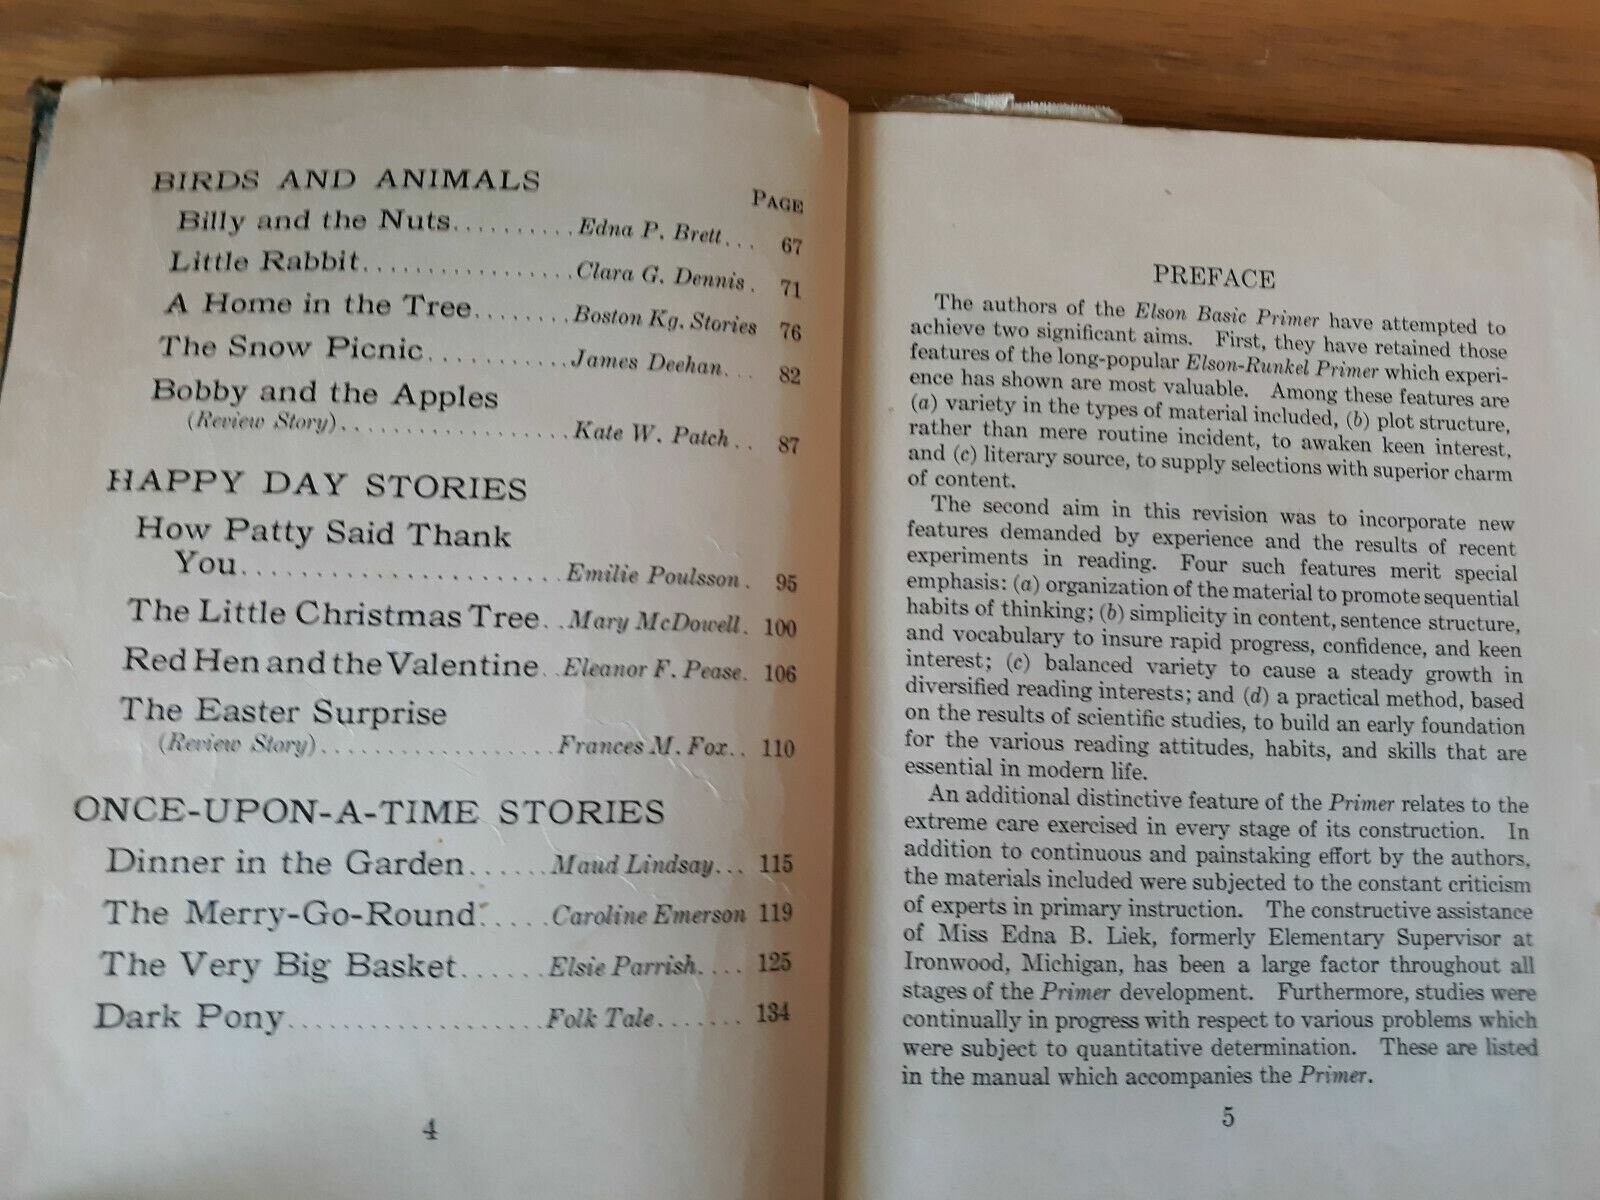 BIRDS AND ANIMALS
PAGE
Billy and the Nuts.......... Edna P. Brett... 67
Little Rabbit................. Clara G. Dennis. 71
A Home in the Tree........ Boston Kg. Stories 76
The Snow Picnic............ James Deehan... 82
Bobby and the Apples
(Review Story)................... Kate W. Patch.. 87
HAPPY DAY STORIES
How Patty Said Thank
You...................... Emilie Poulsson. 95
The Little Christmas Tree.. Mary McDowell. 100
Red Hen and the Valentine.. Eleanor F. Pease. 106
The Easter Surprise
(Review Story)................... Frances M. Fox.. 110
ONCE-UPON-A-TIME STORIES
Dinner in the Garden...... Maud Lindsay... 115
The Merry-Go-Round..... Caroline Emerson 119
The Very Big Basket...... Elsie Parrish.... 125
Dark Pony.................. Folk Tale....... 134
4
PREFACE
The authors of the Elson Basic Primer have attempted to
achieve two significant aims. First, they have retained those
features of the long-popular Elson-Runkel Primer which experi-
ence has shown are most valuable. Among these features are
(a) variety in the types of material included, (b) plot structure,
rather than mere routine incident, to awaken keen interest,
and (c) literary source, to supply selections with superior charm
of content.
The second aim in this revision was to incorporate new
features demanded by experience and the results of recent
experiments in reading. Four such features merit special
emphasis: (a) organization of the material to promote sequential
habits of thinking; (b) simplicity in content, sentence structure,
and vocabulary to insure rapid progress, confidence, and keen
interest; (c) balanced variety to cause a steady growth in
diversified reading interests; and (d) a practical method, based
on the results of scientific studies, to build an early foundation
for the various reading attitudes, habits, and skills that are
essential in modern life.
An additional distinctive feature of the Primer relates to the
extreme care exercised in every stage of its construction. In
addition to continuous and painstaking effort by the authors,
the materials included were subjected to the constant criticism
of experts in primary instruction. The constructive assistance
of Miss Edna B. Liek, formerly Elementary Supervisor at
Ironwood, Michigan, has been a large factor throughout all
stages of the Primer development. Furthermore, studies were
continually in progress with respect to various problems which
were subject to quantitative determination. These are listed
in the manual which accompanies the Primer.
5